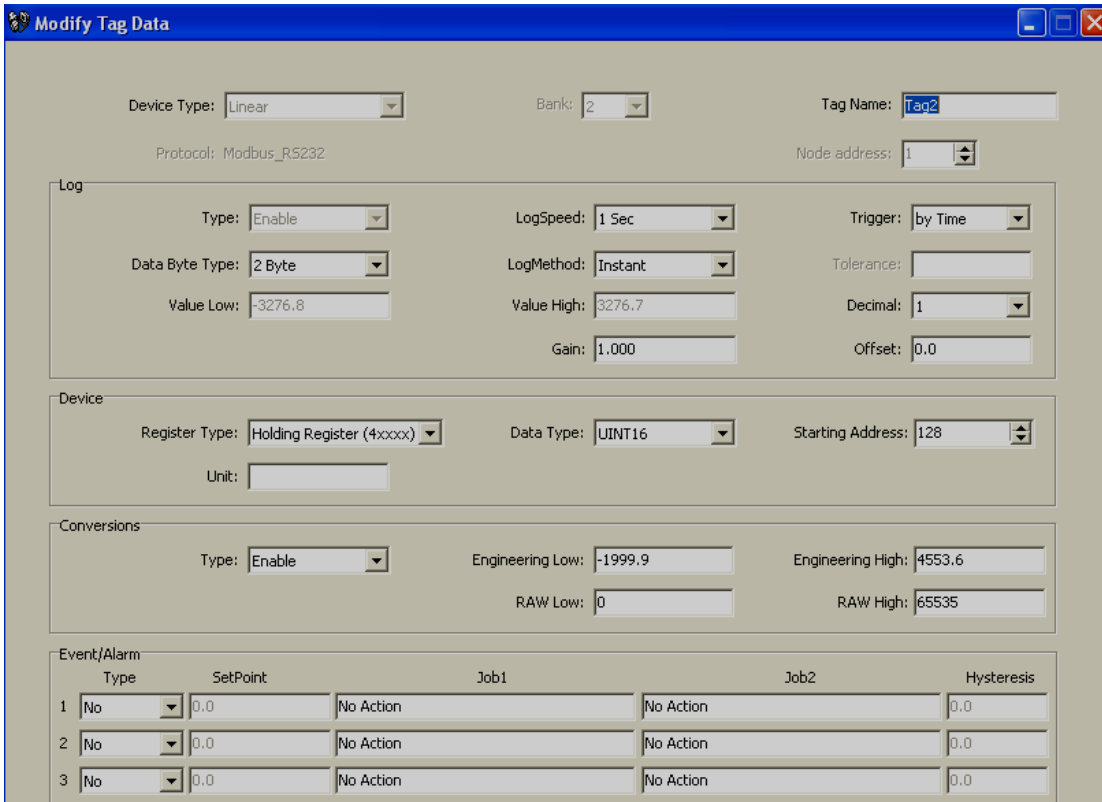 Modify Tag Data
Device Type: Linear Bank: 2 Tag Name: Tag2
Protocol: Modbus_RS232 Node address: 1
Log
Type: Enable LogSpeed: 1 Sec Trigger: by Time
Data Byte Type: 2 Byte LogMethod: Instant Tolerance:
Value Low: -3276.8 Value High: 3276.7 Decimal: 1
Gain: 1.000 Offset: 0.0
Device
Register Type: Holding Register (4xxxx) Data Type: UINT16 Starting Address: 128
Unit:
Conversions
Type: Enable Engineering Low: -1999.9 Engineering High: 4553.6
RAW Low: 0 RAW High: 65535
Event/Alarm
Type SetPoint Job1 Job2 Hysteresis
1 No 0.0 No Action No Action 0.0
2 No 0.0 No Action No Action 0.0
3 No 0.0 No Action No Action 0.0